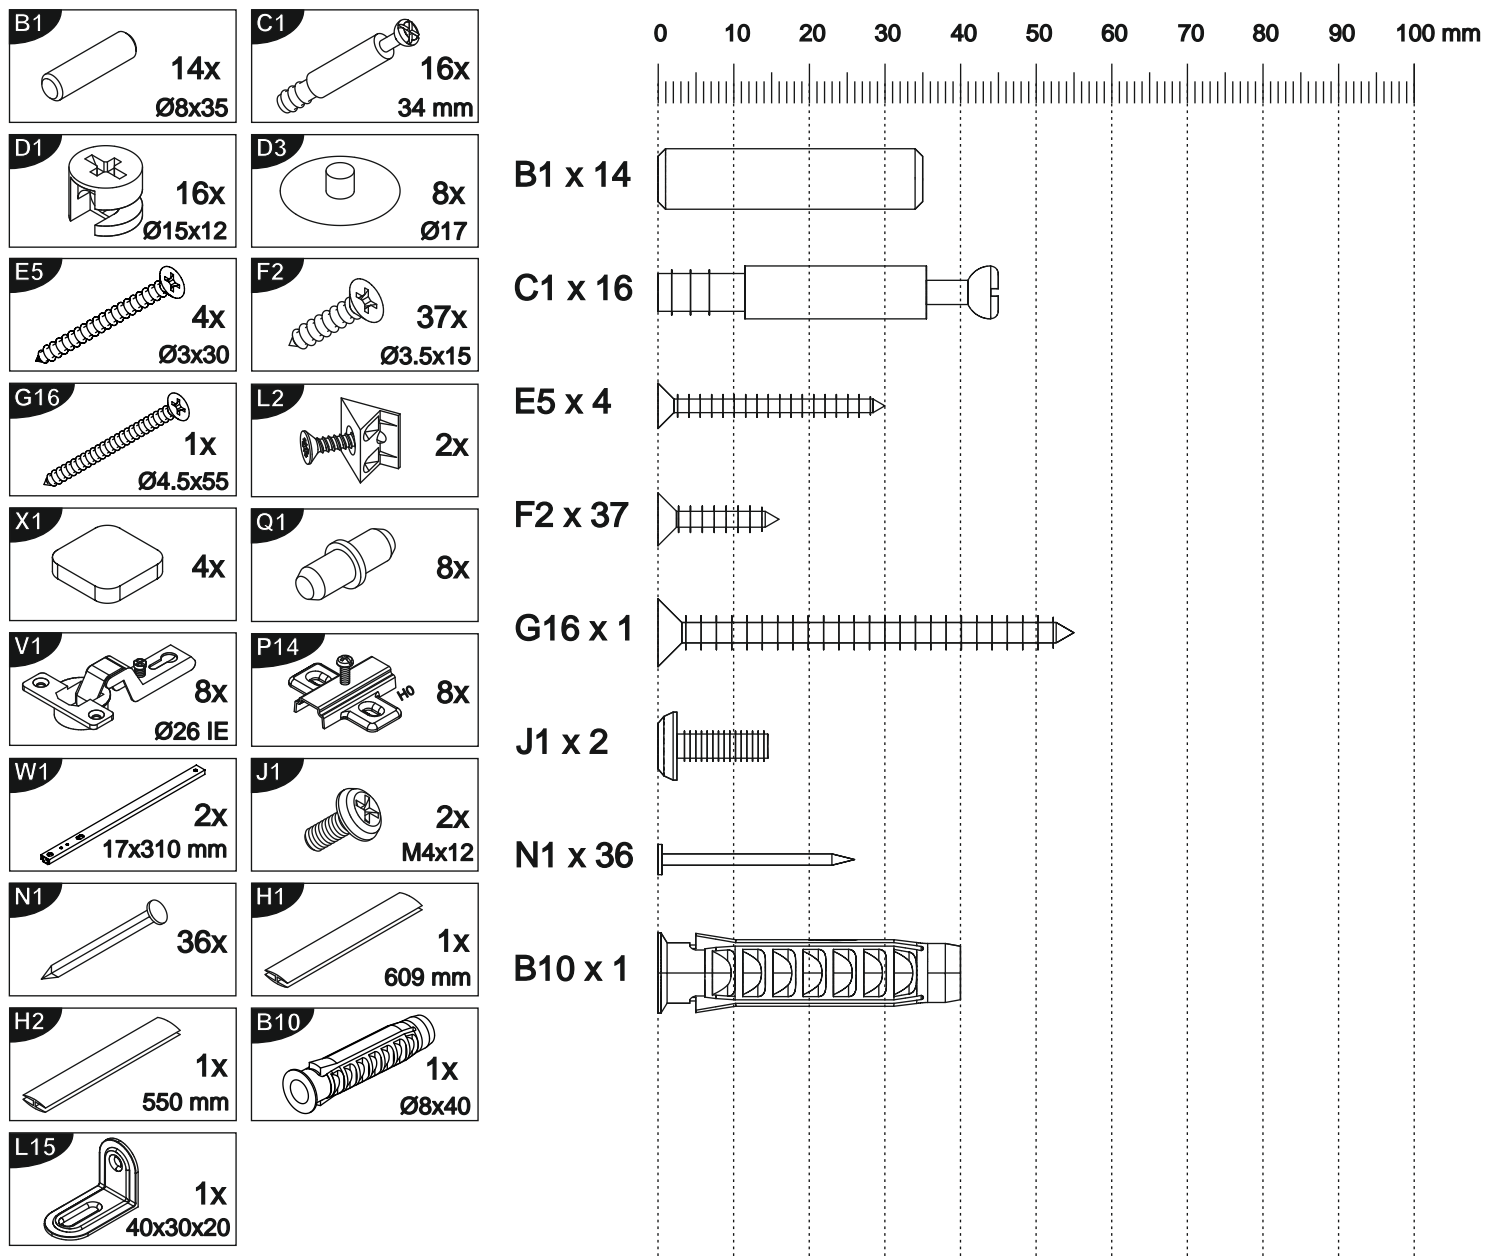 B1
14x
Ø8x35
C1
16x
34 mm
D1
16x
Ø15x12
D3
8x
Ø17
E5
4x
Ø3x30
F2
37x
Ø3.5x15
G16
1x
Ø4.5x55
L2
2x
X1
4x
Q1
8x
V1
8x
Ø26 IE
P14
H0
8x
W1
2x
17x310 mm
J1
2x
M4x12
N1
36x
H1
1x
609 mm
H2
1x
550 mm
B10
1x
Ø8x40
L15
1x
40x30x20
0 10 20 30 40 50 60 70 80 90 100 mm
B1 x 14
C1 x 16
E5 x 4
F2 x 37
G16 x 1
J1 x 2
N1 x 36
B10 x 1